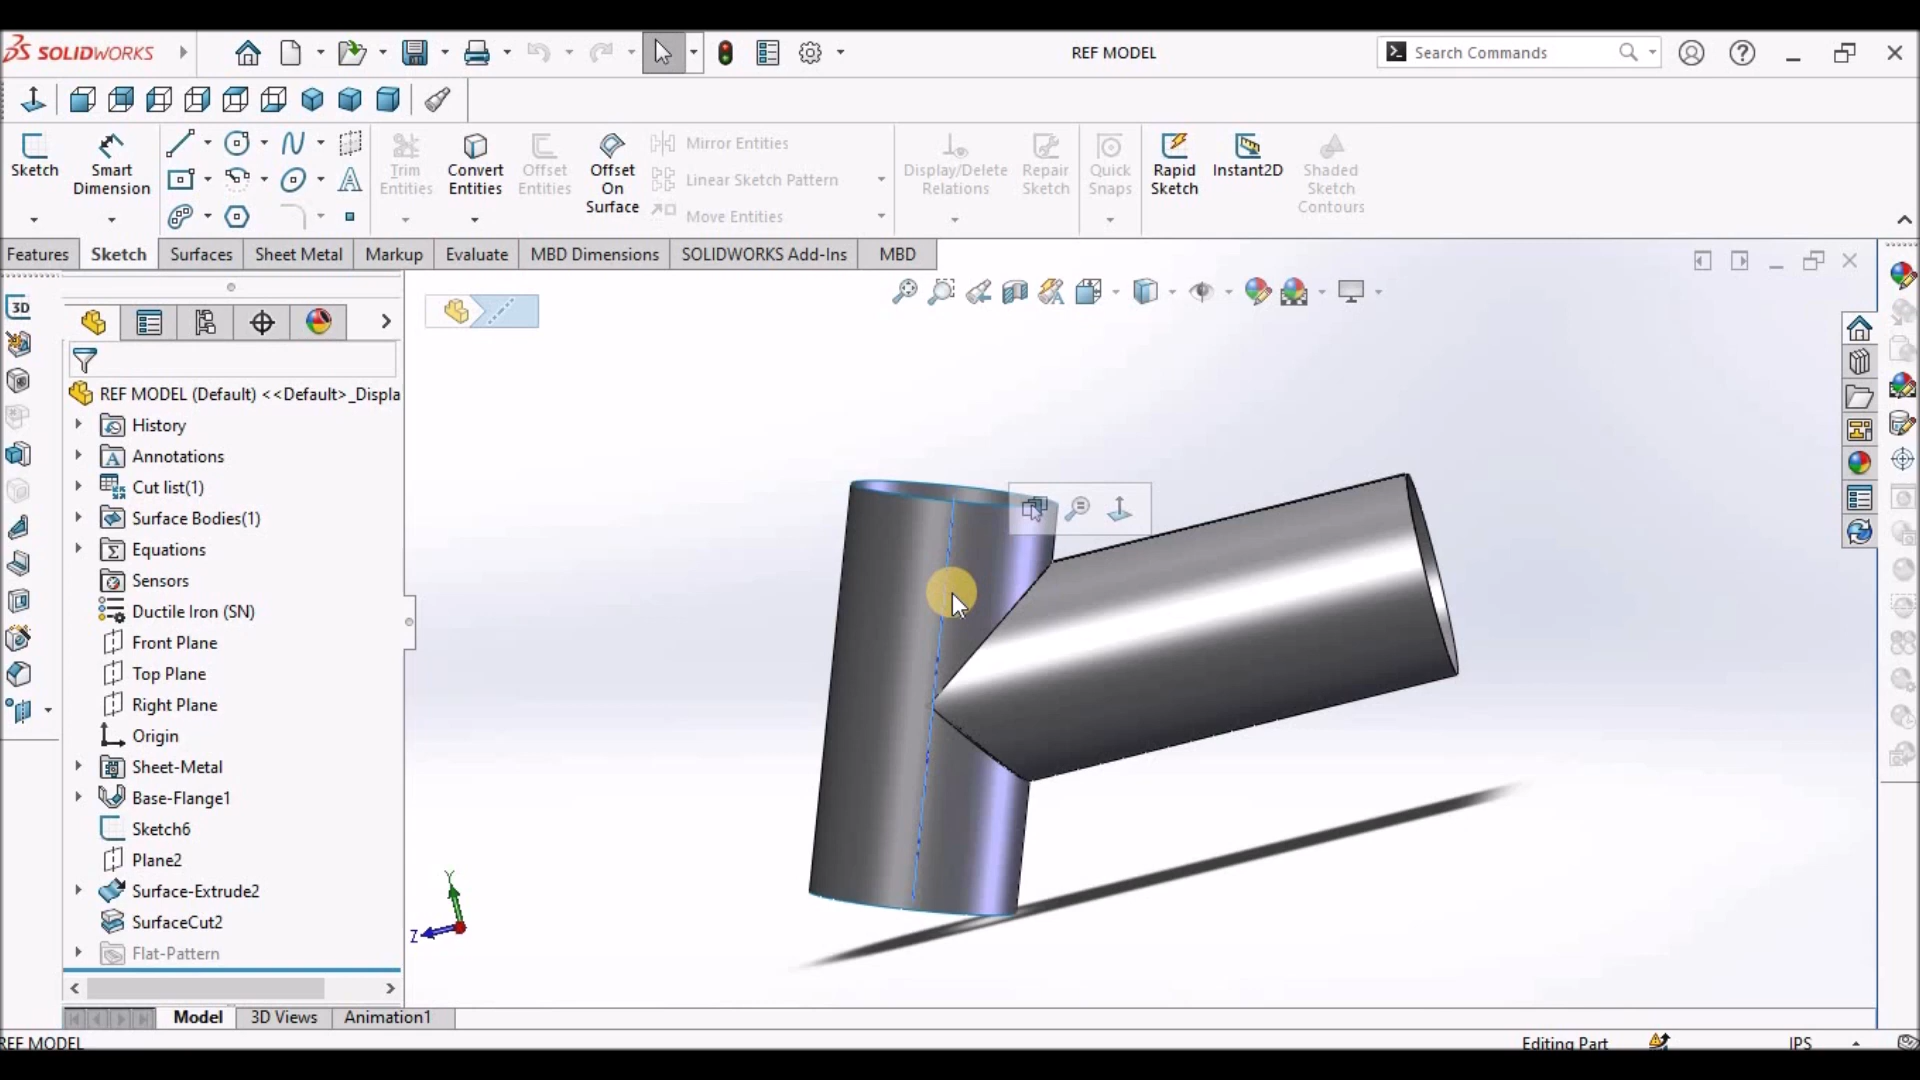 SOLIDWORKS
REF MODEL
Search Commands
Sketch
Smart Dimension
Trim Entities
Convert Entities
Offset Entities
Offset On Surface
Mirror Entities
Linear Sketch Pattern
Move Entities
Display/Delete Relations
Repair Sketch
Quick Snaps
Rapid Sketch
Instant2D
Shaded Sketch Contours
Features
Sketch
Surfaces
Sheet Metal
Markup
Evaluate
MBD Dimensions
SOLIDWORKS Add-Ins
MBD
3D
REF MODEL (Default) <<Default>_Displa
History
Annotations
Cut list(1)
Surface Bodies(1)
Equations
Sensors
Ductile Iron (SN)
Front Plane
Top Plane
Right Plane
Origin
Sheet-Metal
Base-Flange1
Sketch6
Plane2
Surface-Extrude2
SurfaceCut2
Flat-Pattern
Y
Z
Model
3D Views
Animation1
REF MODEL
Editing Part
IPS